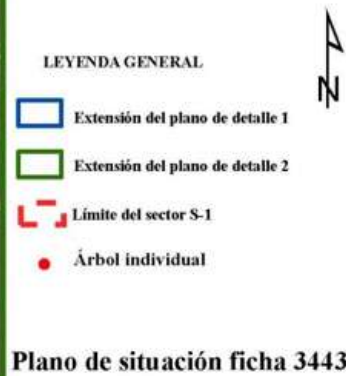 N
LEYENDA GENERAL
Extensión del plano de detalle 1
Extensión del plano de detalle 2
Límite del sector S-1
Árbol individual
Plano de situación ficha 3443